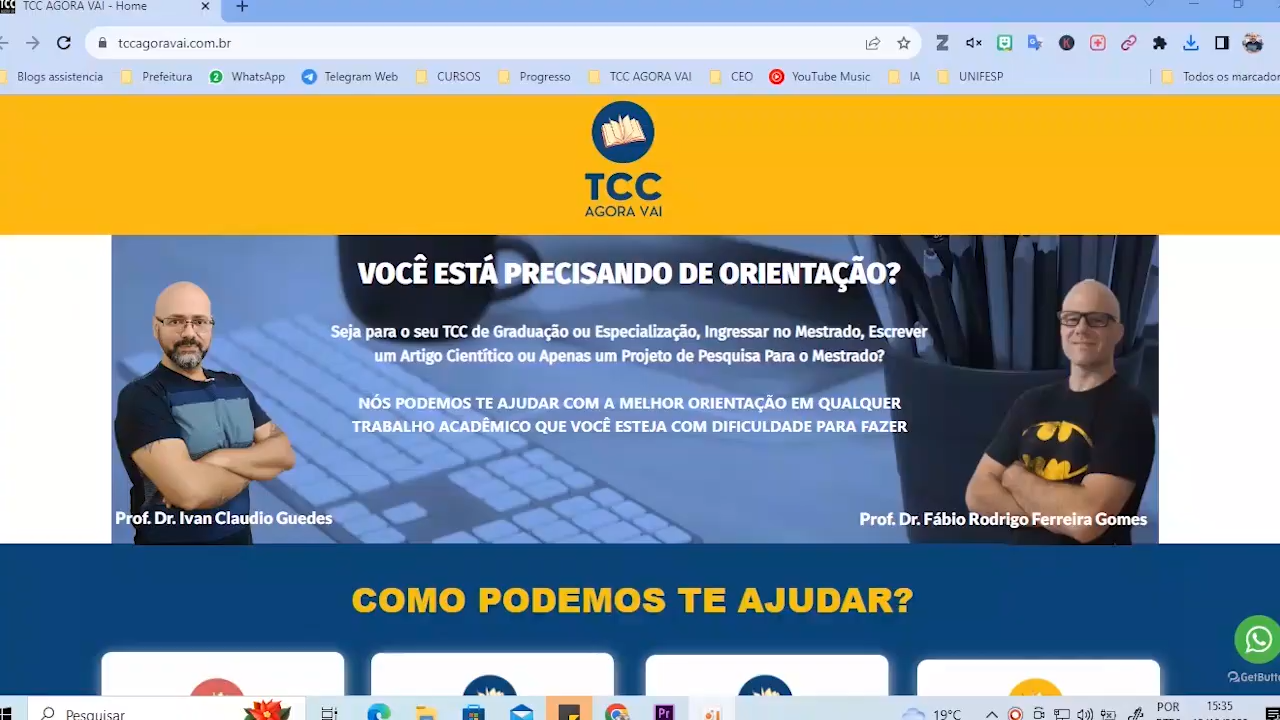 TCC AGORA VAI - Home
tccagoravai.com.br
Blogs assistencia
Prefeitura
WhatsApp
Telegram Web
CURSOS
Progresso
TCC AGORA VAI
CEO
YouTube Music
IA
UNIFESP
Todos os marcador
TCC
AGORA VAI
VOCÊ ESTÁ PRECISANDO DE ORIENTAÇÃO?
Seja para o seu TCC de Graduação ou Especialização, Ingressar no Mestrado, Escrever
um Artigo Científico ou Apenas um Projeto de Pesquisa Para o Mestrado?
NÓS PODEMOS TE AJUDAR COM A MELHOR ORIENTAÇÃO EM QUALQUER
TRABALHO ACADÊMICO QUE VOCÊ ESTEJA COM DIFICULDADE PARA FAZER
Prof. Dr. Ivan Claudio Guedes
Prof. Dr. Fábio Rodrigo Ferreira Gomes
COMO PODEMOS TE AJUDAR?
GetButt
Pesquisar
19°C
POR
15:35